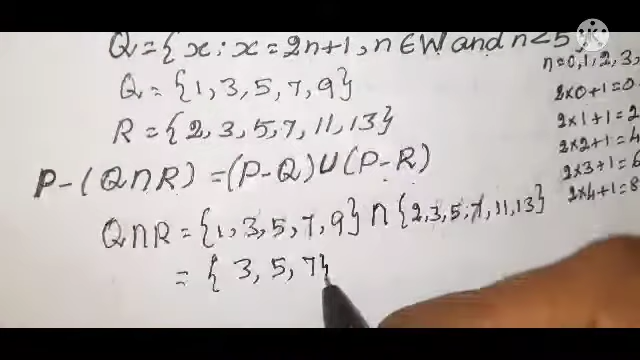 Q = {x : x = 2n+1, n ∈ W and n < 5}
n=0,1,2,3,
Q = {1, 3, 5, 7, 9}
2×0+1=0
R = {2, 3, 5, 7, 11, 13}
2×1+1=2
2×2+1=4
P-(Q∩R) = (P-Q)∪(P-R)
2×3+1=6
2×4+1=8
Q∩R = {1, 3, 5, 7, 9} ∩ {2, 3, 5, 7, 11, 13}
= { 3, 5, 7}